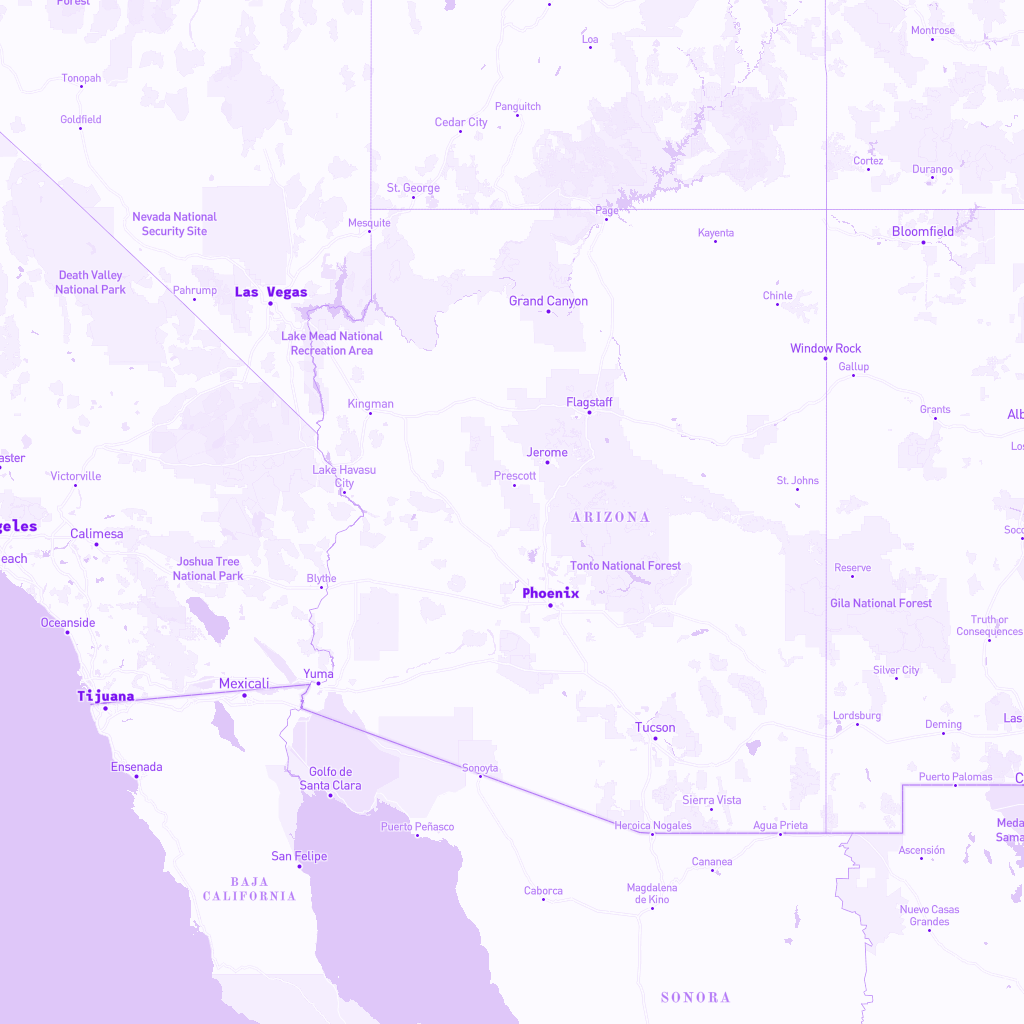 Forest
Loa
Montrose
Tonopah
Goldfield
Panguitch
Cedar City
Cortez
Durango
St. George
Nevada National
Security Site
Mesquite
Page
Kayenta
Bloomfield
Death Valley
National Park
Pahrump
Las Vegas
Grand Canyon
Chinle
Lake Mead National
Recreation Area
Window Rock
Gallup
Kingman
Flagstaff
Grants
Alb
Los
Jerome
aster
Victorville
Lake Havasu
City
Prescott
St. Johns
geles
ARIZONA
Calimesa
Soco
each
Joshua Tree
National Park
Blythe
Tonto National Forest
Reserve
Phoenix
Gila National Forest
Oceanside
Truth or
Consequences
Yuma
Mexicali
Silver City
Tijuana
Tucson
Lordsburg
Deming
Las
Ensenada
Golfo de
Santa Clara
Sonoyta
Puerto Palomas
C
Sierra Vista
Puerto Peñasco
Heroica Nogales
Agua Prieta
Meda
Sama
San Felipe
Cananea
Ascensión
BAJA
CALIFORNIA
Caborca
Magdalena
de Kino
Nuevo Casas
Grandes
SONORA